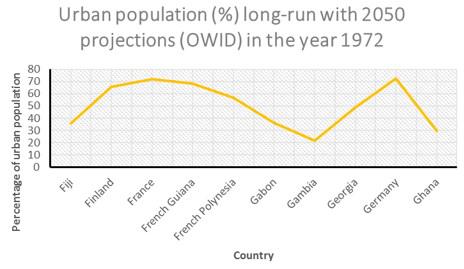 Urban population (%) long-run with 2050
projections (OWID) in the year 1972
Percentage of urban population
80
70
60
50
40
30
20
10
0
Fiji
Finland
France
French Guiana
French Polynesia
Gabon
Gambia
Georgia
Germany
Ghana
Country